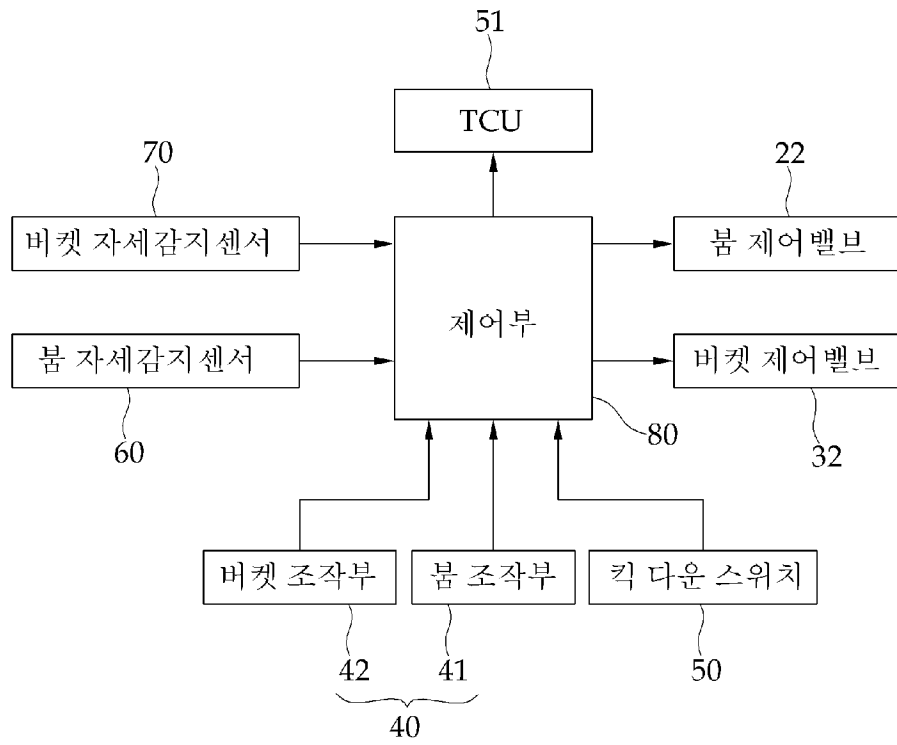 51
TCU
70
22
버켓 자세감지센서
붐 제어밸브
제어부
붐 자세감지센서
버켓 제어밸브
60
80
32
버켓 조작부
붐 조작부
킥 다운 스위치
42
41
50
40